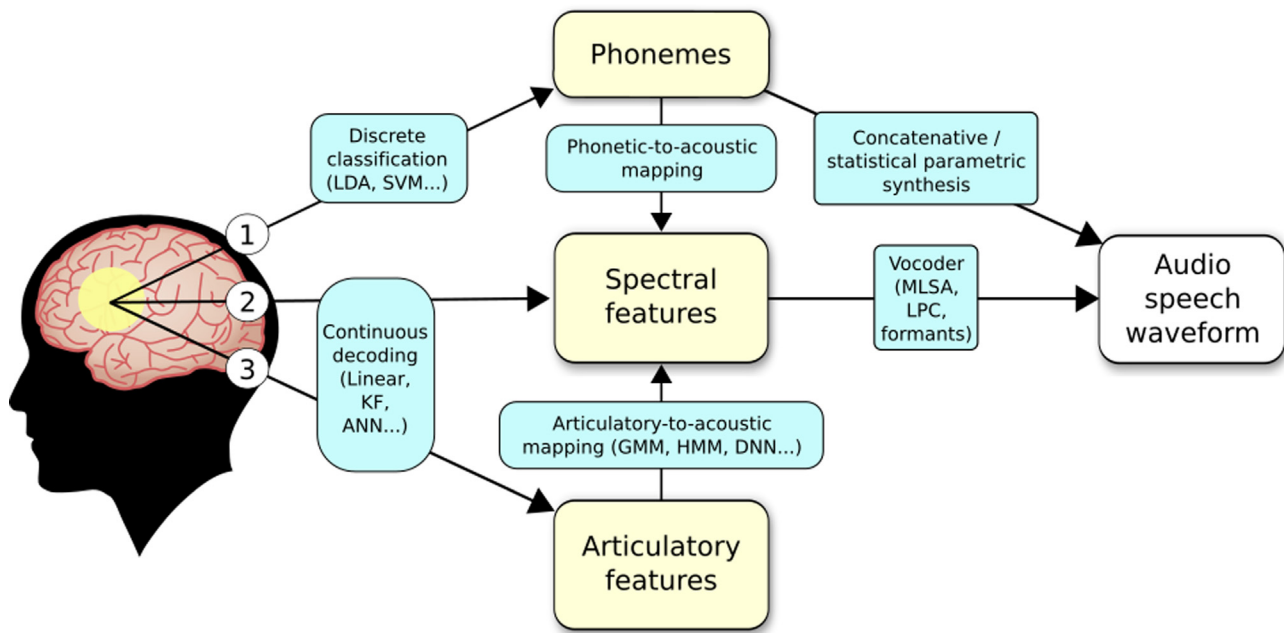 Phonemes
Discrete
classification
(LDA, SVM...)
Phonetic-to-acoustic
mapping
Concatenative /
statistical parametric
synthesis
1
2
3
Continuous
decoding
(Linear,
KF,
ANN...)
Spectral
features
Vocoder
(MLSA,
LPC,
formants)
Audio
speech
waveform
Articulatory-to-acoustic
mapping (GMM, HMM, DNN...)
Articulatory
features